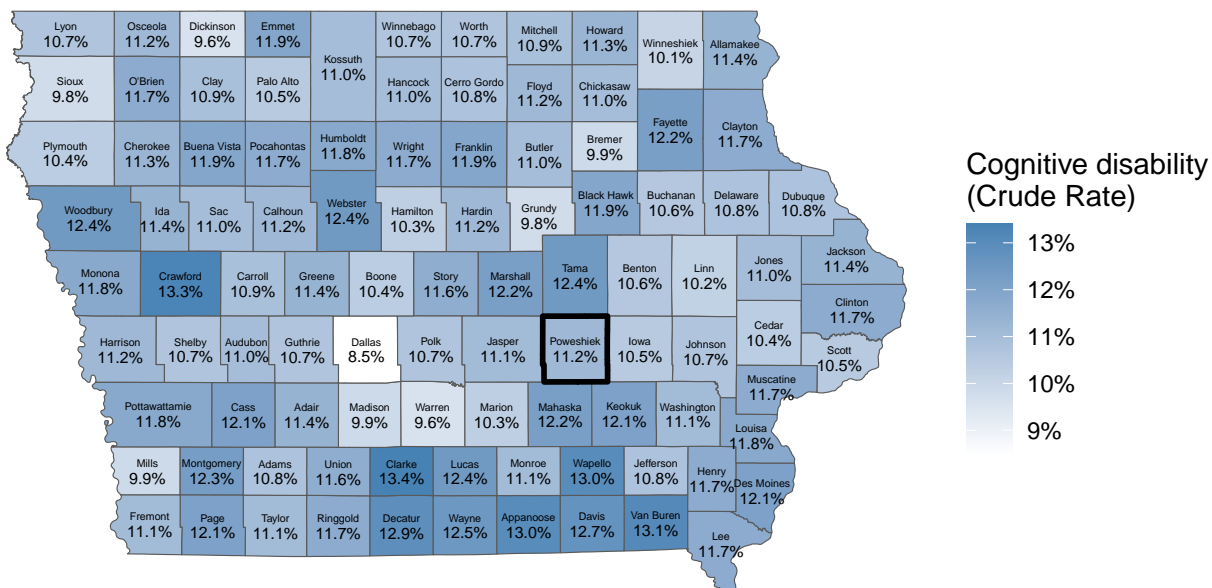 Lyon
10.7%
Osceola
11.2%
Dickinson
9.6%
Emmet
11.9%
Kossuth
11.0%
Winnebago
10.7%
Worth
10.7%
Mitchell
10.9%
Howard
11.3%
Winneshiek
10.1%
Allamakee
11.4%
Sioux
9.8%
O'Brien
11.7%
Clay
10.9%
Palo Alto
10.5%
Hancock
11.0%
Cerro Gordo
10.8%
Floyd
11.2%
Chickasaw
11.0%
Fayette
12.2%
Clayton
11.7%
Plymouth
10.4%
Cherokee
11.3%
Buena Vista
11.9%
Pocahontas
11.7%
Humboldt
11.8%
Wright
11.7%
Franklin
11.9%
Butler
11.0%
Bremer
9.9%
Woodbury
12.4%
Ida
11.4%
Sac
11.0%
Calhoun
11.2%
Webster
12.4%
Hamilton
10.3%
Hardin
11.2%
Grundy
9.8%
Black Hawk
11.9%
Buchanan
10.6%
Delaware
10.8%
Dubuque
10.8%
Monona
11.8%
Crawford
13.3%
Carroll
10.9%
Greene
11.4%
Boone
10.4%
Story
11.6%
Marshall
12.2%
Tama
12.4%
Benton
10.6%
Linn
10.2%
Jones
11.0%
Jackson
11.4%
Clinton
11.7%
Harrison
11.2%
Shelby
10.7%
Audubon
11.0%
Guthrie
10.7%
Dallas
8.5%
Polk
10.7%
Jasper
11.1%
Poweshiek
11.2%
Iowa
10.5%
Johnson
10.7%
Cedar
10.4%
Scott
10.5%
Muscatine
11.7%
Pottawattamie
11.8%
Cass
12.1%
Adair
11.4%
Madison
9.9%
Warren
9.6%
Marion
10.3%
Mahaska
12.2%
Keokuk
12.1%
Washington
11.1%
Louisa
11.8%
Mills
9.9%
Montgomery
12.3%
Adams
10.8%
Union
11.6%
Clarke
13.4%
Lucas
12.4%
Monroe
11.1%
Wapello
13.0%
Jefferson
10.8%
Henry
11.7%
Des Moines
12.1%
Fremont
11.1%
Page
12.1%
Taylor
11.1%
Ringgold
11.7%
Decatur
12.9%
Wayne
12.5%
Appanoose
13.0%
Davis
12.7%
Van Buren
13.1%
Lee
11.7%
Cognitive disability
(Crude Rate)
13%
12%
11%
10%
9%